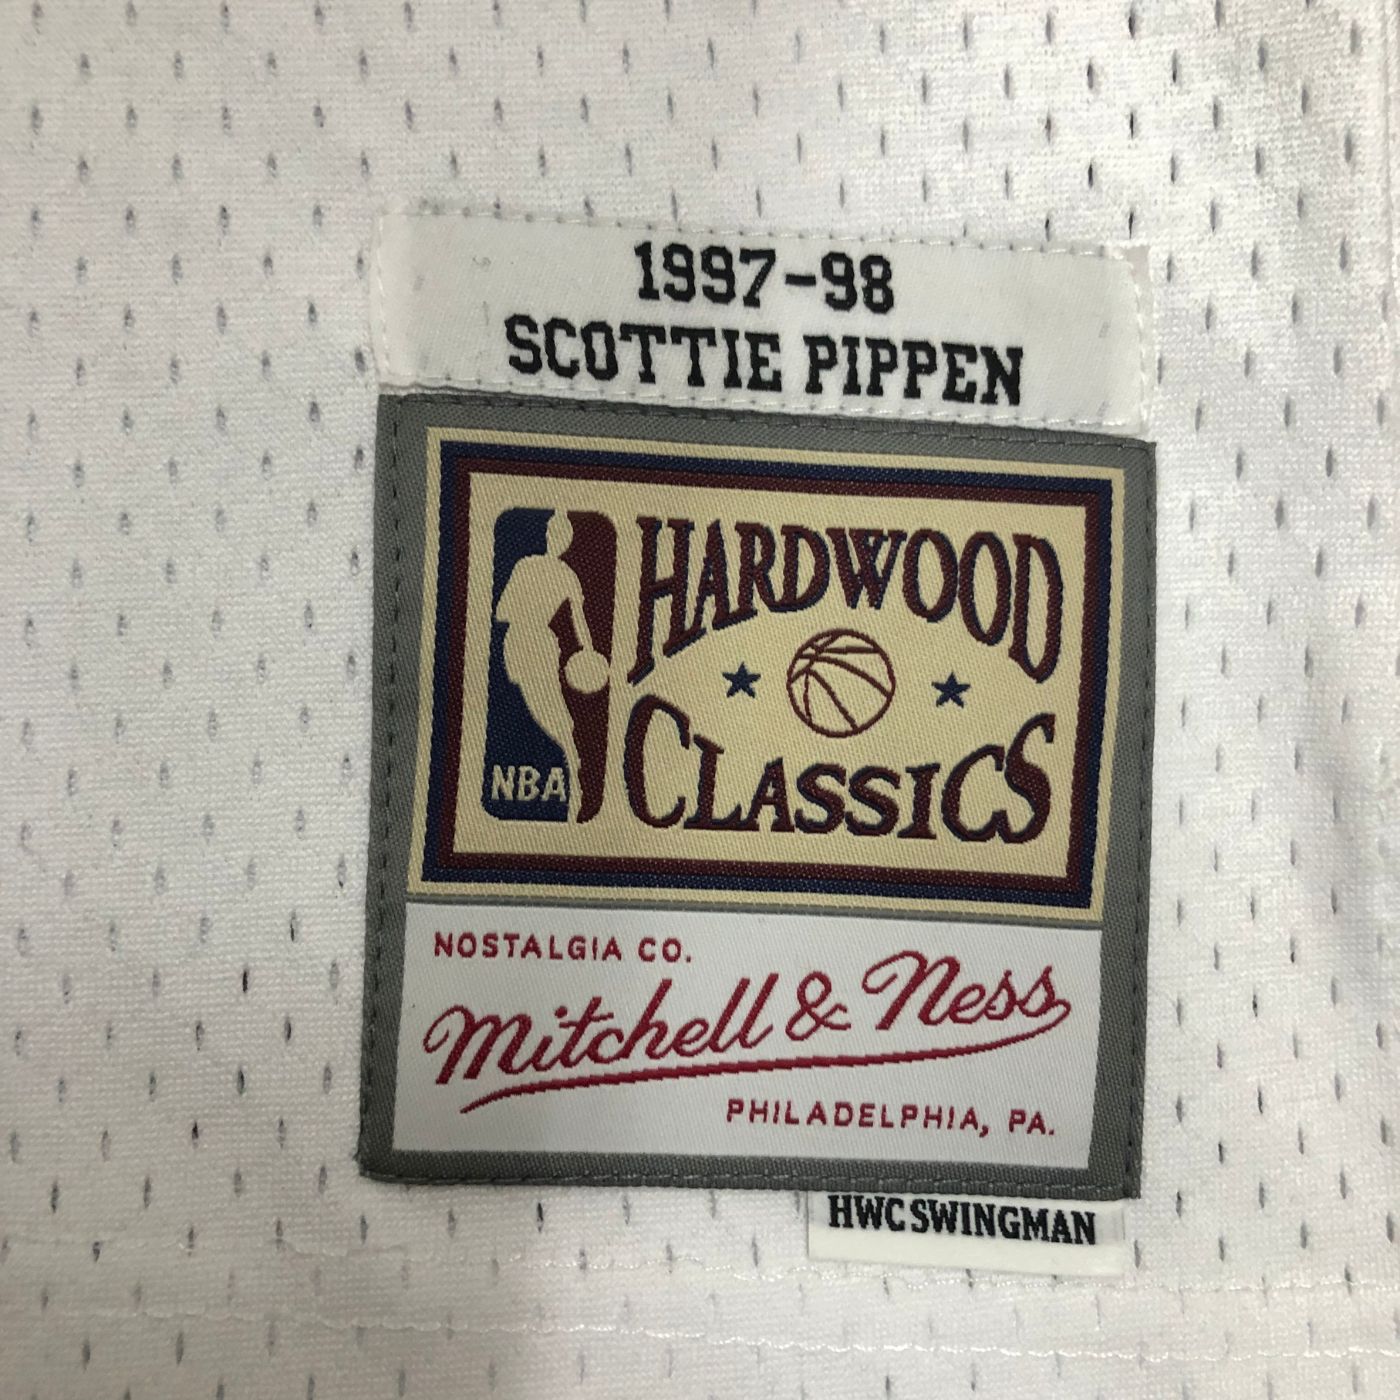 1997-98
SCOTTIE PIPPEN
HARDWOOD
CLASSICS
NBA
NOSTALGIA CO.
Mitchell & Ness
PHILADELPHIA, PA.
HWC SWINGMAN